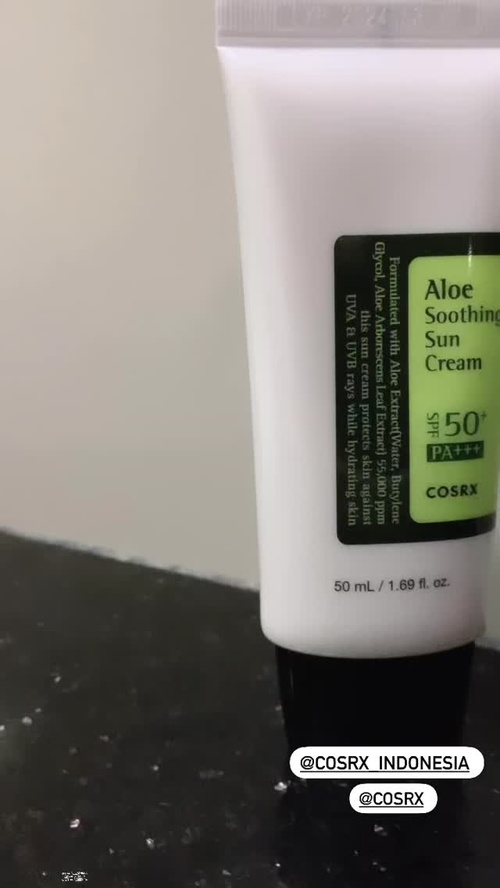 Formulated with Aloe Extract(Water, Butylene
Glycol, Aloe Arborescens Leaf Extract) 55,000 ppm
this sun cream protects skin against
UVA & UVB rays while hydrating skin
Aloe
Soothing
Sun
Cream
SPF 50+
PA+++
COSRX
50 mL / 1.69 fl. oz.
@COSRX_INDONESIA
@COSRX